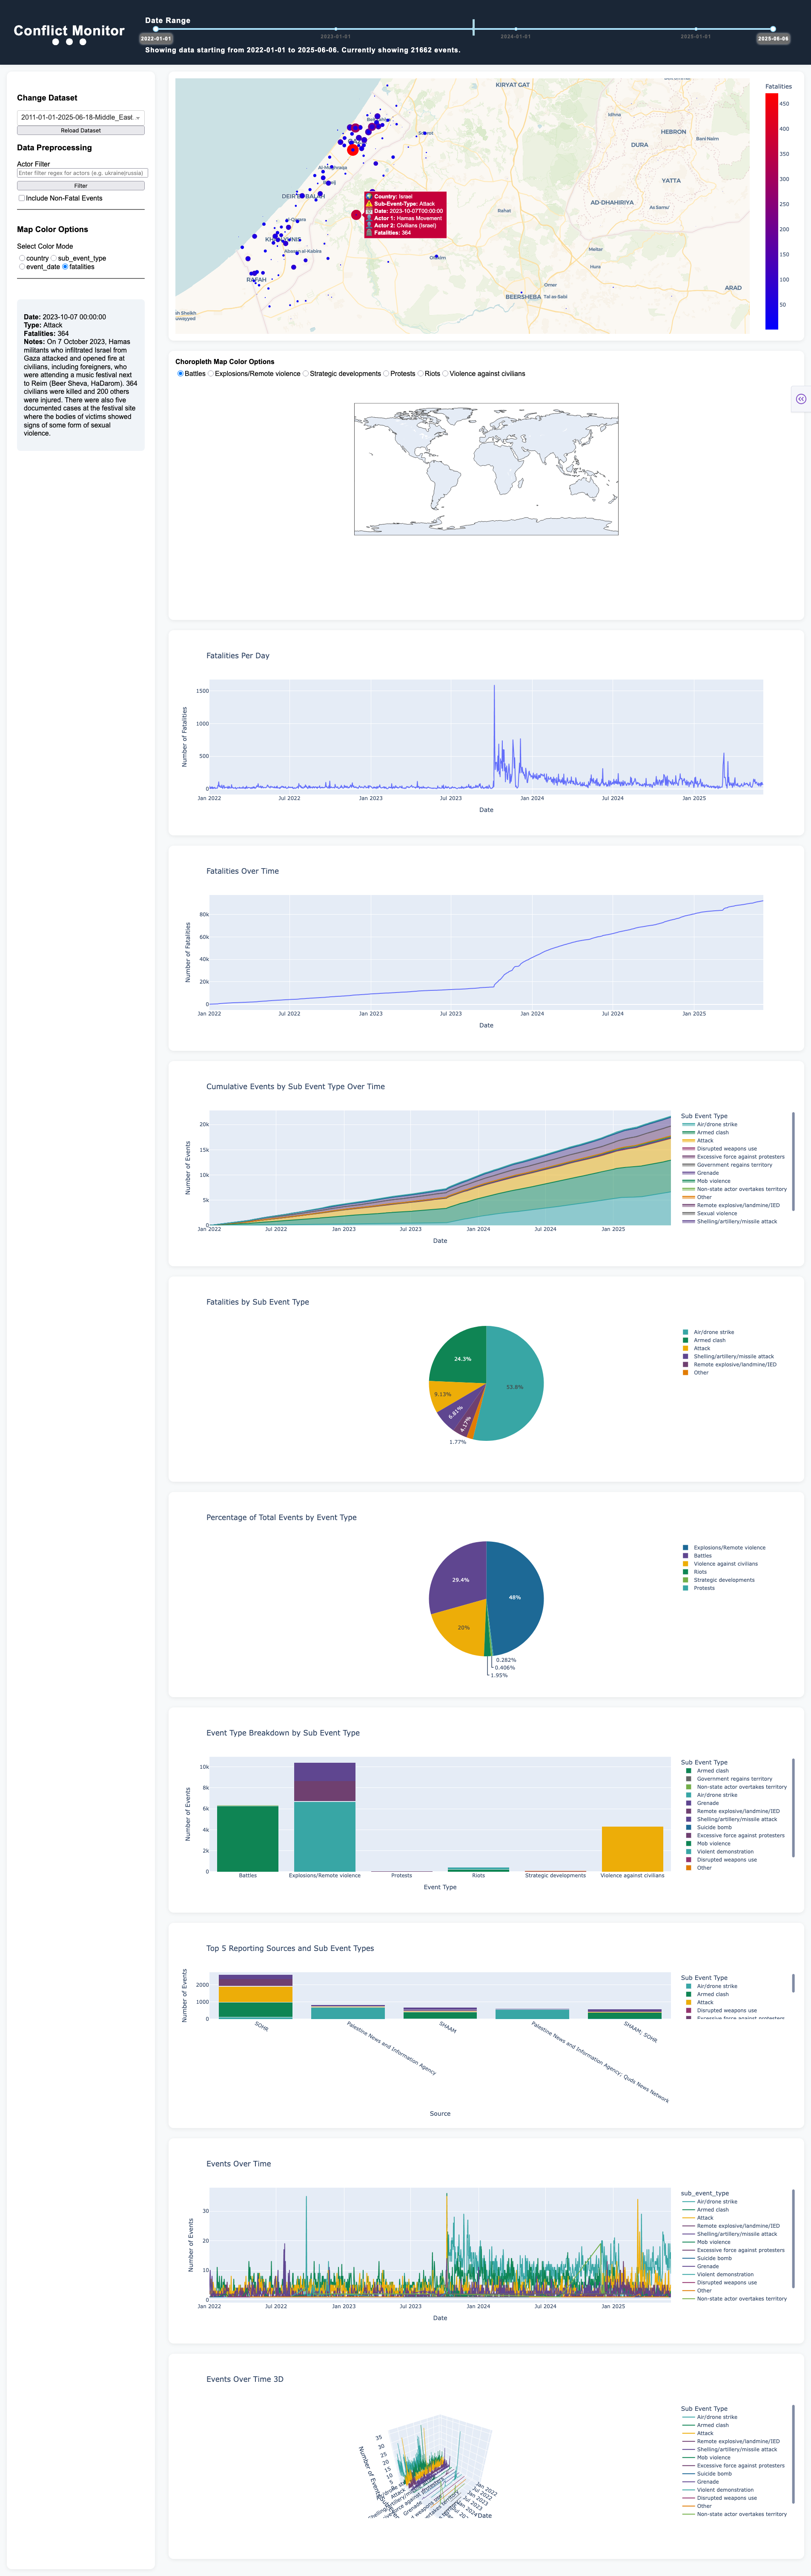 Conflict Monitor
Date Range
2022-01-01
2023-01-01
2024-01-01
2025-01-01
2025-06-06
Showing data starting from 2022-01-01 to 2025-06-06. Currently showing 21662 events.
Change Dataset
2011-01-01-2025-06-18-Middle_East
Reload Dataset
Data Preprocessing
Actor Filter
Enter filter regex for actors (e.g. ukraine|russia)
Filter
Include Non-Fatal Events
Map Color Options
Select Color Mode
country sub_event_type
event_date fatalities
Date: 2023-10-07 00:00:00
Type: Attack
Fatalities: 364
Notes: On 7 October 2023, Hamas
militants who infiltrated Israel from
Gaza attacked and opened fire at
civilians, including foreigners, who
were attending a music festival next
to Reim (Beer Sheva, HaDarom). 364
civilians were killed and 200 others
were injured. There were also five
documented cases at the festival site
where the bodies of victims showed
signs of some form of sexual
violence.
KIRYAT GAT
Idhna
HEBRON
Bani Naim
DURA
YATTA
AD-DHAHIRIYA
As Samu'
Rahat
Meitar
Hura
Omer
BEERSHEBA
Tal as-Sabi
ARAD
Ofakim
Sderot
RAFAH
Abasan al-Kabira
sh Sheikh
uwayyed
Country: Israel
Sub-Event-Type: Attack
Date: 2023-10-07T00:00:00
Actor 1: Hamas Movement
Actor 2: Civilians (Israel)
Fatalities: 364
Fatalities
450
400
350
300
250
200
150
100
50
Choropleth Map Color Options
Battles Explosions/Remote violence Strategic developments Protests Riots Violence against civilians
Fatalities Per Day
Number of Fatalities
1500
1000
500
0
Jan 2022 Jul 2022 Jan 2023 Jul 2023 Jan 2024 Jul 2024 Jan 2025
Date
Fatalities Over Time
Number of Fatalities
80k
60k
40k
20k
0
Jan 2022 Jul 2022 Jan 2023 Jul 2023 Jan 2024 Jul 2024 Jan 2025
Date
Cumulative Events by Sub Event Type Over Time
Number of Events
20k
15k
10k
5k
0
Jan 2022 Jul 2022 Jan 2023 Jul 2023 Jan 2024 Jul 2024 Jan 2025
Date
Sub Event Type
Air/drone strike
Armed clash
Attack
Disrupted weapons use
Excessive force against protesters
Government regains territory
Grenade
Mob violence
Non-state actor overtakes territory
Other
Remote explosive/landmine/IED
Sexual violence
Shelling/artillery/missile attack
Fatalities by Sub Event Type
24.3%
53.8%
9.13%
6.81%
4.17%
1.77%
Air/drone strike
Armed clash
Attack
Shelling/artillery/missile attack
Remote explosive/landmine/IED
Other
Percentage of Total Events by Event Type
29.4%
48%
20%
0.282%
0.406%
1.95%
Explosions/Remote violence
Battles
Violence against civilians
Riots
Strategic developments
Protests
Event Type Breakdown by Sub Event Type
Number of Events
10k
8k
6k
4k
2k
0
Battles Explosions/Remote violence Protests Riots Strategic developments Violence against civilians
Event Type
Sub Event Type
Armed clash
Government regains territory
Non-state actor overtakes territory
Air/drone strike
Grenade
Remote explosive/landmine/IED
Shelling/artillery/missile attack
Suicide bomb
Excessive force against protesters
Mob violence
Violent demonstration
Disrupted weapons use
Other
Top 5 Reporting Sources and Sub Event Types
Number of Events
2000
1000
0
SOHR
Palestine News and Information Agency
SHAAM
Palestine News and Information Agency; Quds News Network
SHAAM; SOHR
Source
Sub Event Type
Air/drone strike
Armed clash
Attack
Disrupted weapons use
Excessive force against protesters
Events Over Time
Number of Events
30
20
10
0
Jan 2022 Jul 2022 Jan 2023 Jul 2023 Jan 2024 Jul 2024 Jan 2025
Date
sub_event_type
Air/drone strike
Armed clash
Attack
Remote explosive/landmine/IED
Shelling/artillery/missile attack
Mob violence
Excessive force against protesters
Suicide bomb
Grenade
Violent demonstration
Disrupted weapons use
Other
Non-state actor overtakes territory
Events Over Time 3D
35
30
25
20
15
10
5
Number of Events
Attack
Grenade
Jan 2022
Jul 2022
Jan 2023
Jul 2023
Date
Sub Event Type
Air/drone strike
Armed clash
Attack
Remote explosive/landmine/IED
Shelling/artillery/missile attack
Mob violence
Excessive force against protesters
Suicide bomb
Grenade
Violent demonstration
Disrupted weapons use
Other
Non-state actor overtakes territory